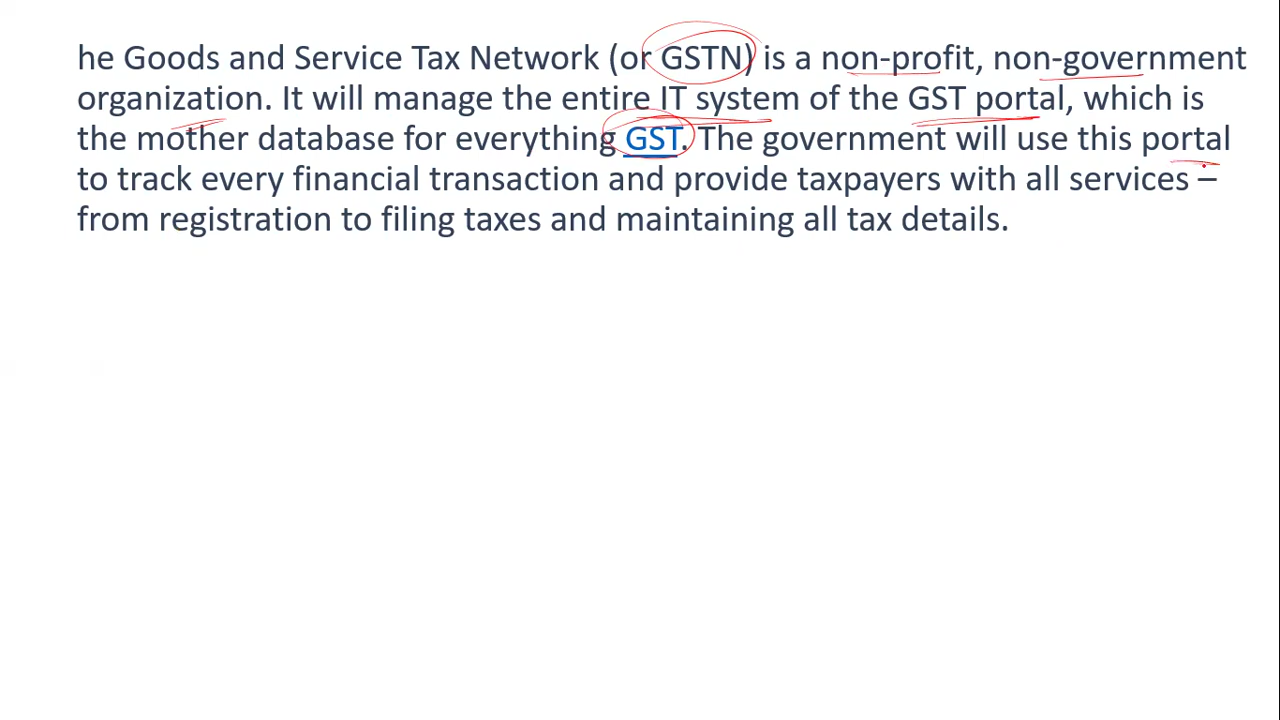 he Goods and Service Tax Network (or GSTN) is a non-profit, non-government
organization. It will manage the entire IT system of the GST portal, which is
the mother database for everything GST. The government will use this portal
to track every financial transaction and provide taxpayers with all services –
from registration to filing taxes and maintaining all tax details.